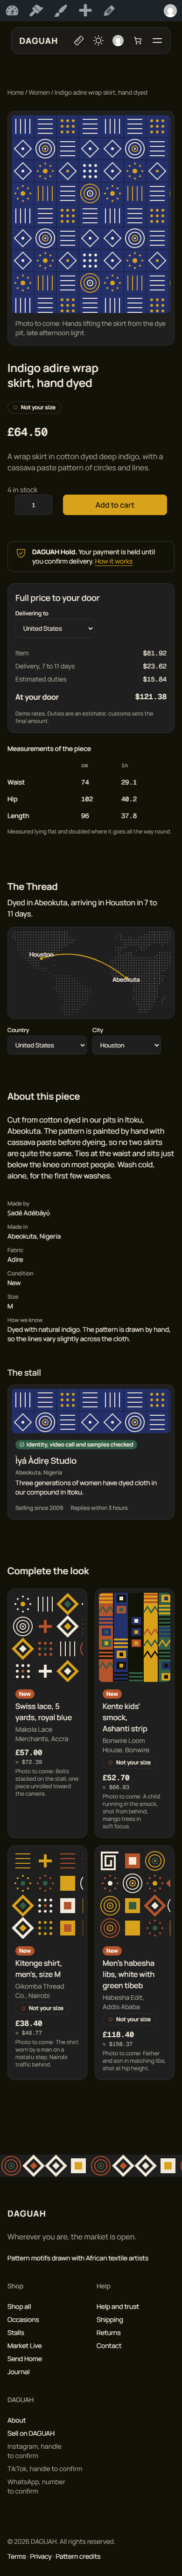 DAUGAH
Home / Women / Indigo adire wrap skirt, hand dyed
Photo to come: Hands lifting the skirt from the dye
pit, late afternoon light.
Indigo adire wrap
skirt, hand dyed
Not your size
£64.50
A wrap skirt in cotton dyed deep indigo, with a
cassava paste pattern of circles and lines.
4 in stock
1
Add to cart
DAUGAH Hold. Your payment is held until
you confirm delivery. How it works
Full price to your door
Delivering to
United States
Item $81.92
Delivery, 7 to 11 days $23.62
Estimated duties $15.84
At your door $121.38
Demo rates. Duties are an estimate; customs sets the
final amount.
Measurements of the piece
cm in
Waist 74 29.1
Hip 102 40.2
Length 96 37.8
Measured lying flat and doubled where it goes all the way round.
The Thread
Dyed in Abeokuta, arriving in Houston in 7 to
11 days.
Houston
Abeokuta
Country City
United States Houston
About this piece
Cut from cotton dyed in our pits in Itoku,
Abeokuta. The pattern is painted by hand with
cassava paste before dyeing, so no two skirts
are quite the same. Ties at the waist and sits just
below the knee on most people. Wash cold,
alone, for the first few washes.
Made by
Ṣadé Adébáyọ̀
Made in
Abeokuta, Nigeria
Fabric
Adire
Condition
New
Size
M
How we know
Dyed with natural indigo. The pattern is drawn by hand,
so the lines vary slightly across the cloth.
The stall
Identity, video call and samples checked
Ìyá Àdìrẹ Studio
Abeokuta, Nigeria
Three generations of women have dyed cloth in
our compound in Itoku.
Selling since 2009 Replies within 3 hours
Complete the look
New
Swiss lace, 5
yards, royal blue
Makola Lace
Merchants, Accra
£57.00
≈ $72.39
Photo to come: Bolts
stacked on the stall, one
piece unrolled toward
the camera.
New
Kente kids'
smock,
Ashanti strip
Bonwire Loom
House, Bonwire
Not your size
£52.70
≈ $66.93
Photo to come: A child
running in the smock,
shot from behind,
mango trees in
soft focus.
New
Kitenge shirt,
men's, size M
Gikomba Thread
Co., Nairobi
Not your size
£38.40
≈ $48.77
Photo to come: The shirt
worn by a man on a
matatu step, Nairobi
traffic behind.
New
Men's habesha
libs, white with
green tibeb
Habesha Edit,
Addis Ababa
Not your size
£118.40
≈ $150.37
Photo to come: Father
and son in matching libs,
shot at hip height.
DAUGAH
Wherever you are, the market is open.
Pattern motifs drawn with African textile artists
Shop
Shop all
Occasions
Stalls
Market Live
Send Home
Journal
Help
Help and trust
Shipping
Returns
Contact
DAUGAH
About
Sell on DAUGAH
Instagram, handle
to confirm
TikTok, handle to confirm
WhatsApp, number
to confirm
© 2026 DAUGAH. All rights reserved.
Terms · Privacy · Pattern credits